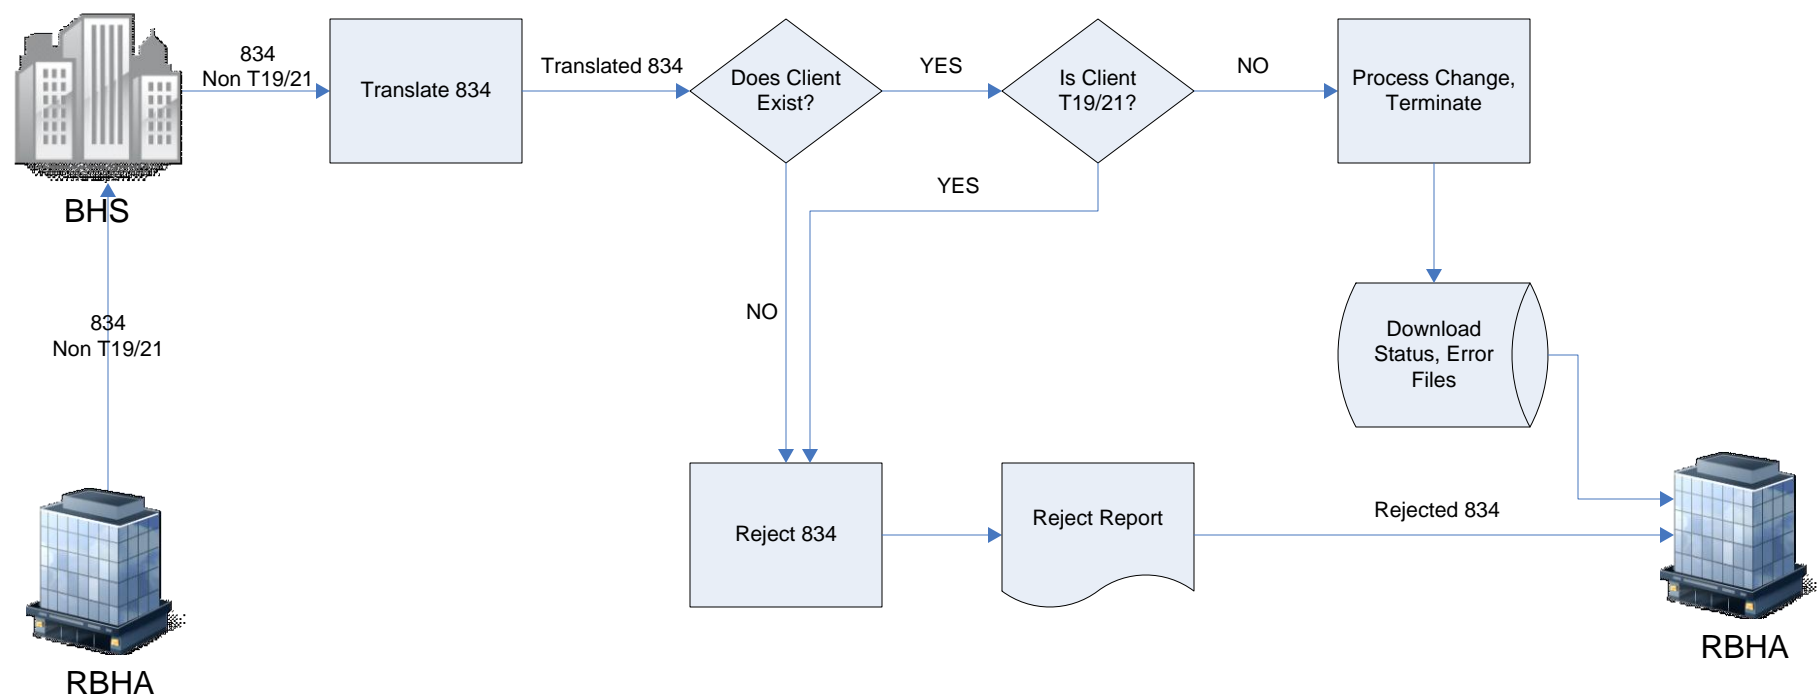 834
Non T19/21
Translate 834
Translated 834
Does Client
Exist?
YES
Is Client
T19/21?
NO
Process Change,
Terminate
YES
BHS
NO
834
Non T19/21
Download
Status, Error
Files
Reject 834
Reject Report
Rejected 834
RBHA
RBHA